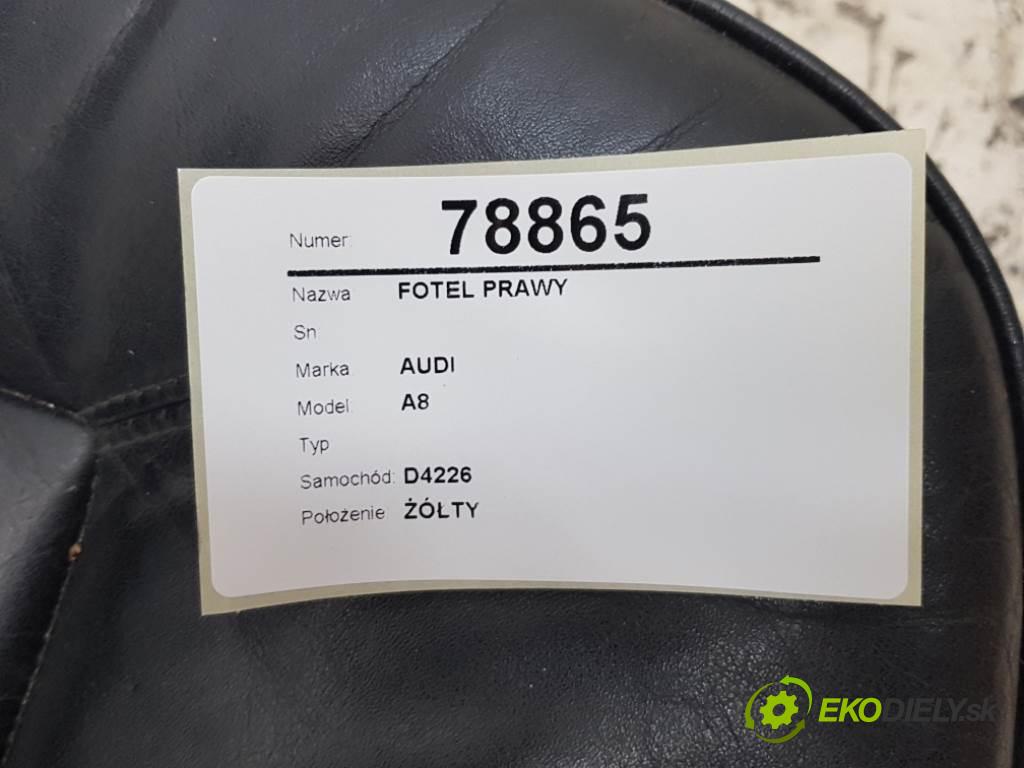 Numer: 78865
Nazwa FOTEL PRAWY
Sn
Marka AUDI
Model: A8
Typ
Samochód: D4226
Położenie ŻÓŁTY
EKODIELY.sk